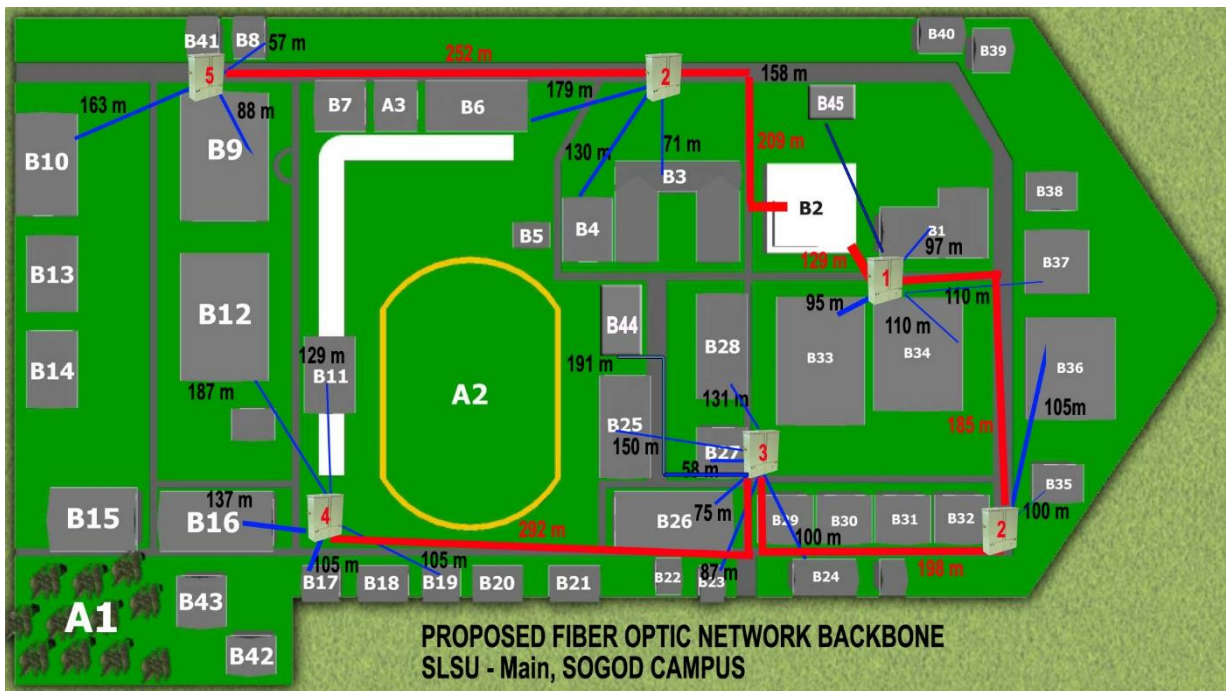 B41
B8
B40
B39
57 m
252 m
5
2
158 m
163 m
88 m
179 m
B7
A3
B6
B45
B10
B9
130 m
71 m
209 m
B3
B38
B2
B5
B4
B1
97 m
B37
129 m
1
B13
B12
110 m
95 m
110 m
B44
B28
B33
B34
129 m
B11
191 m
B14
187 m
A2
131 m
B36
105m
B25
150 m
B27
3
58 m
185 m
B35
137 m
B15
B16
4
75 m
B26
B29
B30
B31
B32
100 m
2
292 m
100 m
198 m
105 m
105 m
87 m
B17
B18
B19
B20
B21
B22
B23
B24
A1
B43
B42
PROPOSED FIBER OPTIC NETWORK BACKBONE
SLSU - Main, SOGOD CAMPUS